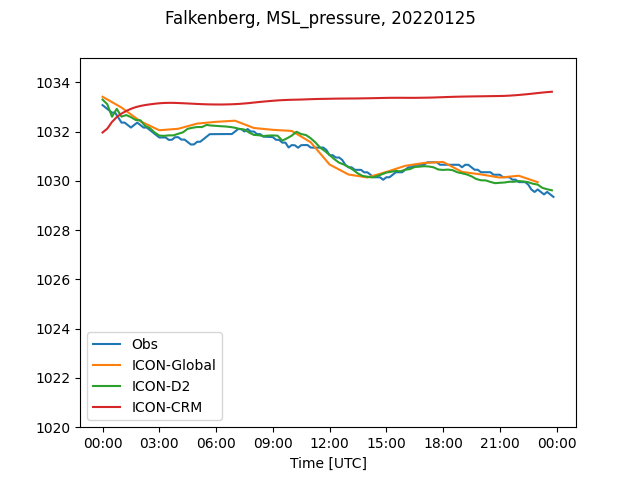 Falkenberg, MSL_pressure, 20220125
1034
1032
1030
1028
1026
1024
1022
1020
Obs
ICON-Global
ICON-D2
ICON-CRM
00:00 03:00 06:00 09:00 12:00 15:00 18:00 21:00 00:00
Time [UTC]